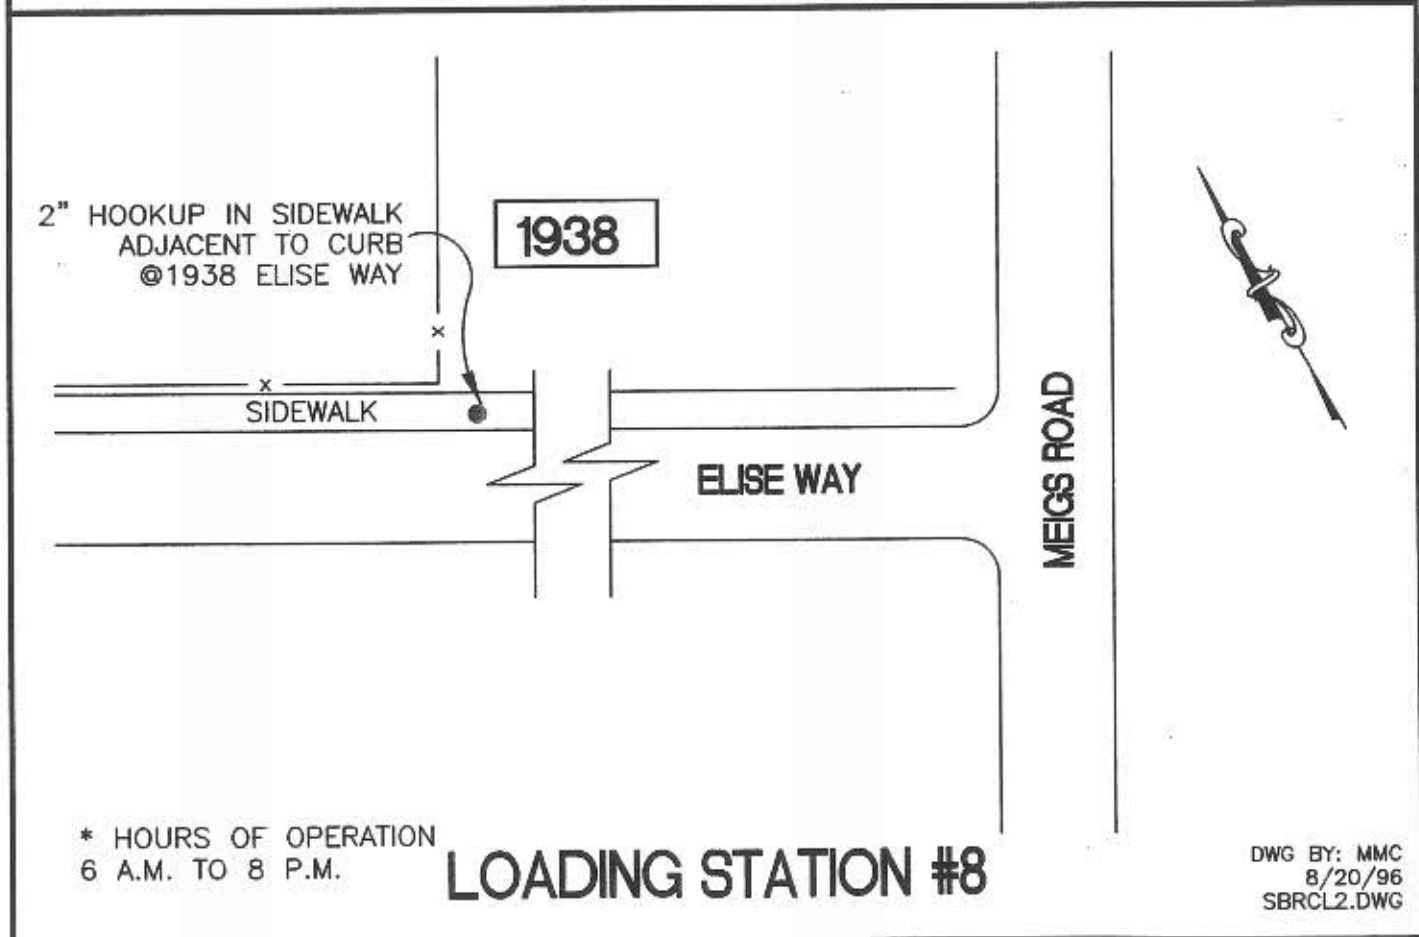 2" HOOKUP IN SIDEWALK
ADJACENT TO CURB
@1938 ELISE WAY
1938
x
x
SIDEWALK
ELISE WAY
MEIGS ROAD
* HOURS OF OPERATION
6 A.M. TO 8 P.M.
LOADING STATION #8
DWG BY: MMC
8/20/96
SBRCL2.DWG